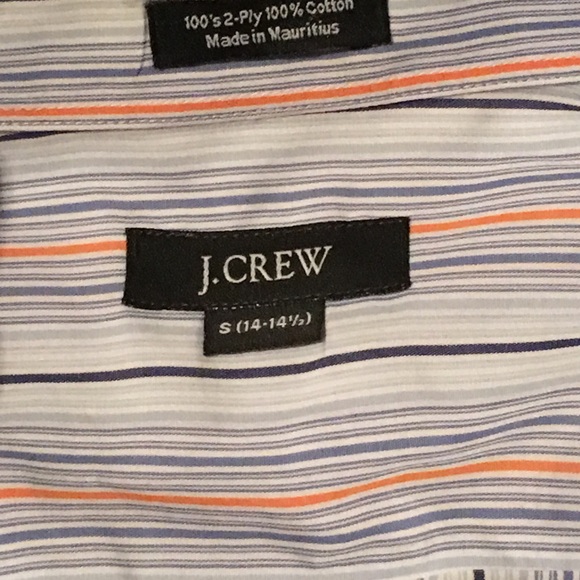 100's 2-Ply 100% Cotton
Made in Mauritius
J.CREW
S (14-14½)